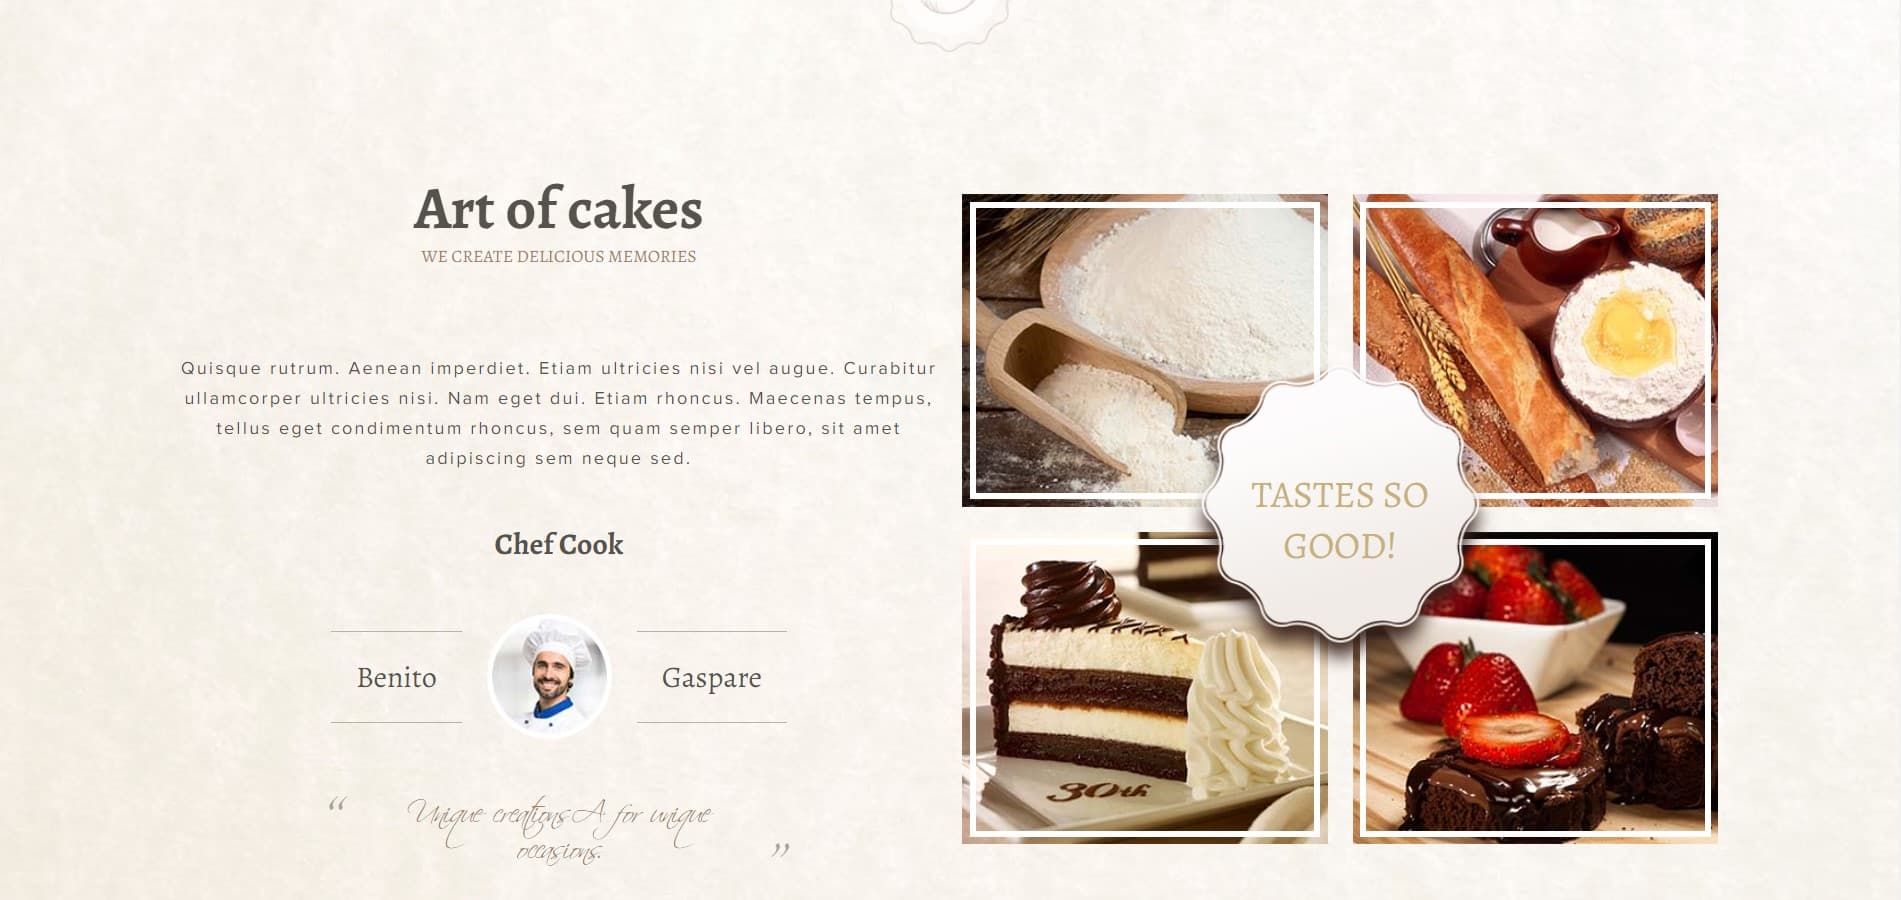 Art of cakes
WE CREATE DELICIOUS MEMORIES
Quisque rutrum. Aenean imperdiet. Etiam ultricies nisi vel augue. Curabitur
ullamcorper ultricies nisi. Nam eget dui. Etiam rhoncus. Maecenas tempus,
tellus eget condimentum rhoncus, sem quam semper libero, sit amet
adipiscing sem neque sed.
Chef Cook
Benito
Gaspare
“ Unique creationsA for unique
occasions. ”
TASTES SO
GOOD!
30th